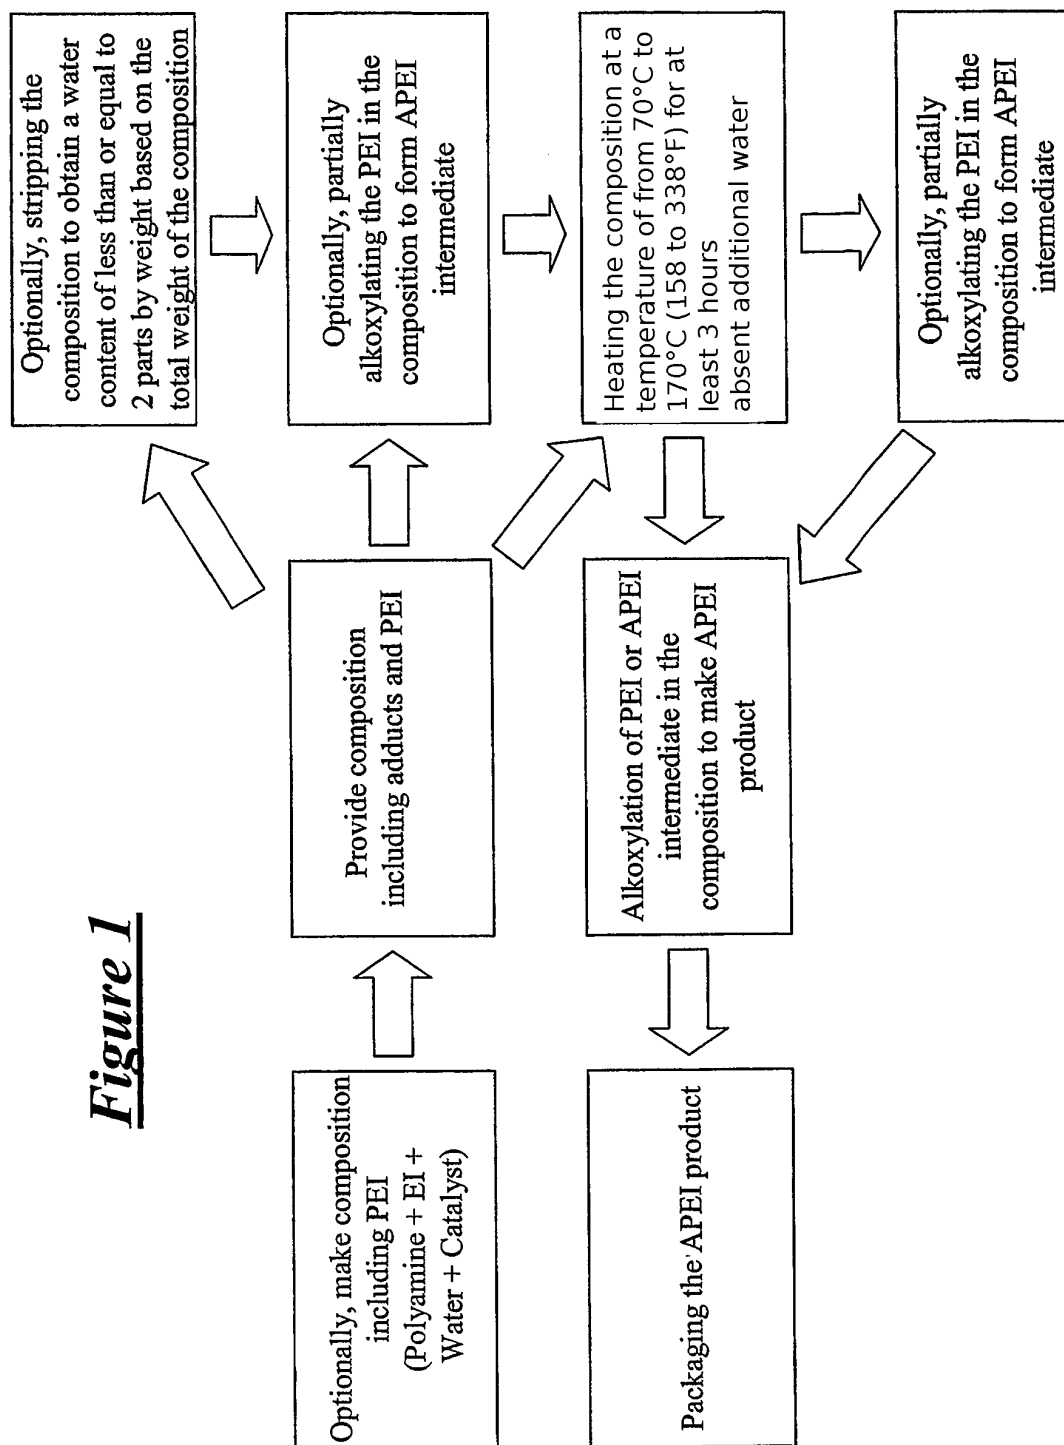 Figure 1
Optionally, make composition
including PEI
(Polyamine + EI +
Water + Catalyst)
Provide composition
including adducts and PEI
Optionally, stripping the
composition to obtain a water
content of less than or equal to
2 parts by weight based on the
total weight of the composition
Optionally, partially
alkoxylating the PEI in the
composition to form APEI
intermediate
Heating the composition at a
temperature of from 70°C to
170°C (158 to 338°F) for at
least 3 hours
absent additional water
Optionally, partially
alkoxylating the PEI in the
composition to form APEI
intermediate
Alkoxylation of PEI or APEI
intermediate in the
composition to make APEI
product
Packaging the APEI product